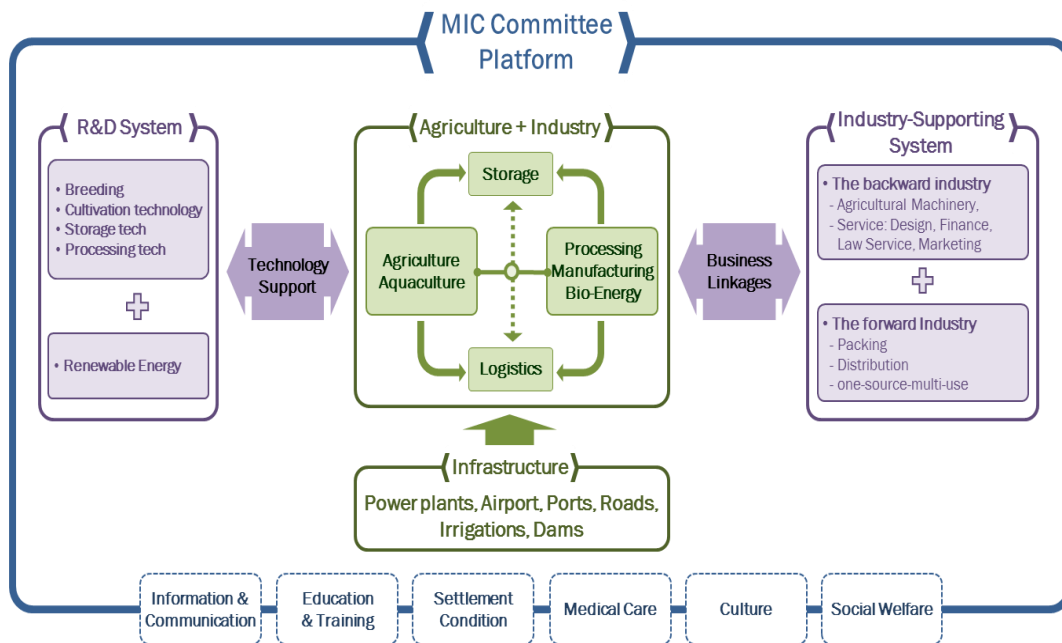 MIC Committee
Platform
R&D System
• Breeding
• Cultivation technology
• Storage tech
• Processing tech
• Renewable Energy
Technology
Support
Agriculture + Industry
Storage
Agriculture
Aquaculture
Processing
Manufacturing
Bio-Energy
Logistics
Business
Linkages
Industry-Supporting
System
• The backward industry
- Agricultural Machinery,
- Service: Design, Finance,
Law Service, Marketing
• The forward Industry
- Packing
- Distribution
- one-source-multi-use
Infrastructure
Power plants, Airport, Ports, Roads,
Irrigations, Dams
Information &
Communication
Education
& Training
Settlement
Condition
Medical Care
Culture
Social Welfare